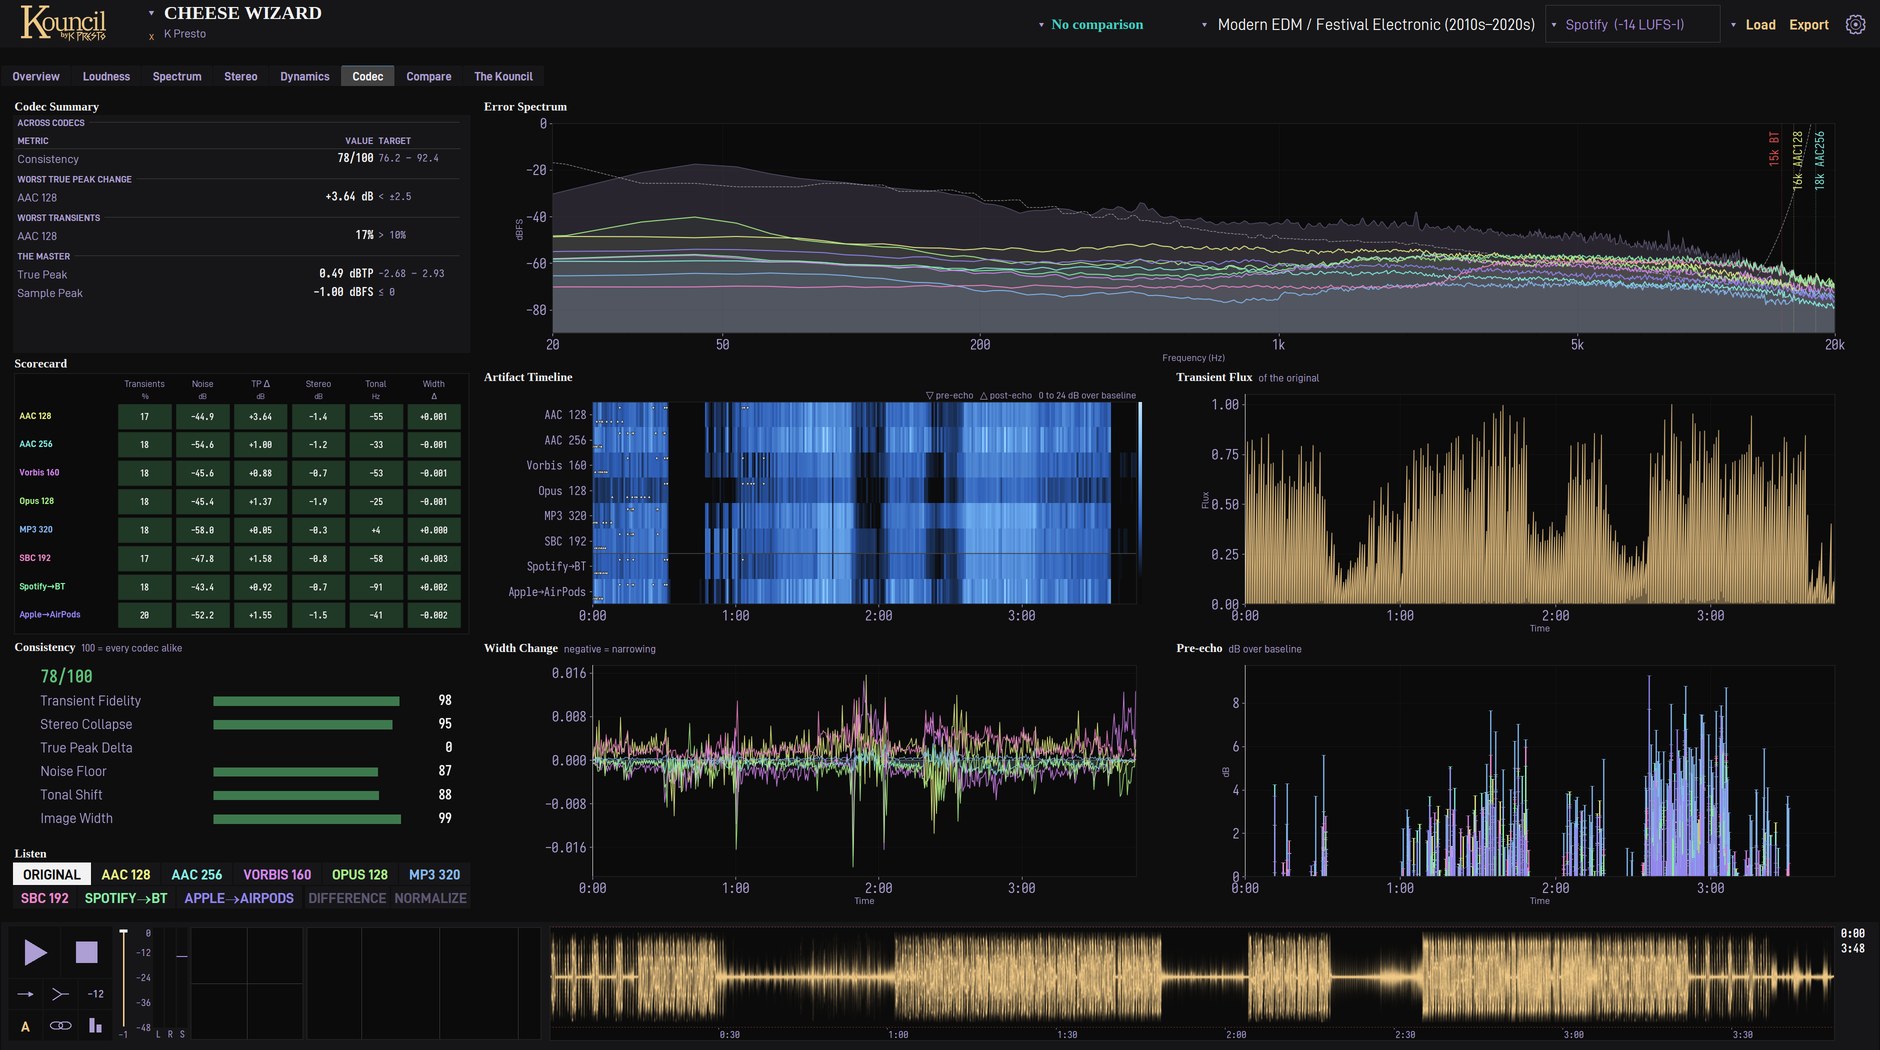 Kouncil
by K PRESTO
CHEESE WIZARD
x K Presto
No comparison
Modern EDM / Festival Electronic (2010s–2020s)
Spotify (-14 LUFS-I)
Load Export
Overview Loudness Spectrum Stereo Dynamics Codec Compare The Kouncil
Codec Summary
ACROSS CODECS
METRIC VALUE TARGET
Consistency 78/100 76.2 – 92.4
WORST TRUE PEAK CHANGE
AAC 128 +3.64 dB < ±2.5
WORST TRANSIENTS
AAC 128 17% > 10%
THE MASTER
True Peak 0.49 dBTP -2.68 – 2.93
Sample Peak -1.00 dBFS ≤ 0
Error Spectrum
0
-20
-40
-60
-80
dBFS
15k BT
16k AAC128
18k AAC256
20 50 200 1k 5k 20k
Frequency (Hz)
Scorecard
Transients Noise TP Δ Stereo Tonal Width
% dB dB dB Hz Δ
AAC 128 17 -44.9 +3.64 -1.4 -55 +0.001
AAC 256 18 -54.6 +1.00 -1.2 -33 -0.001
Vorbis 160 18 -45.6 +0.88 -0.7 -53 -0.001
Opus 128 18 -45.4 +1.37 -1.9 -25 -0.001
MP3 320 18 -58.0 +0.05 -0.3 +4 +0.000
SBC 192 17 -47.8 +1.58 -0.8 -58 +0.003
Spotify→BT 18 -43.4 +0.92 -0.7 -91 +0.002
Apple→AirPods 20 -52.2 +1.55 -1.5 -41 -0.002
Artifact Timeline
▽ pre-echo △ post-echo 0 to 24 dB over baseline
AAC 128
AAC 256
Vorbis 160
Opus 128
MP3 320
SBC 192
Spotify→BT
Apple→AirPods
0:00 1:00 2:00 3:00
Transient Flux of the original
1.00
0.75
0.50
0.25
0.00
Flux
0:00 1:00 2:00 3:00
Time
Consistency 100 = every codec alike
78/100
Transient Fidelity 98
Stereo Collapse 95
True Peak Delta 0
Noise Floor 87
Tonal Shift 88
Image Width 99
Width Change negative = narrowing
0.016
0.008
0.000
-0.008
-0.016
0:00 1:00 2:00 3:00
Time
Pre-echo dB over baseline
8
6
4
2
0
dB
0:00 1:00 2:00 3:00
Time
Listen
ORIGINAL AAC 128 AAC 256 VORBIS 160 OPUS 128 MP3 320
SBC 192 SPOTIFY→BT APPLE→AIRPODS DIFFERENCE NORMALIZE
-12
A
-1
0
-12
-24
-36
-48
L R S
0:30 1:00 1:30 2:00 2:30 3:00 3:30
0:00
3:48